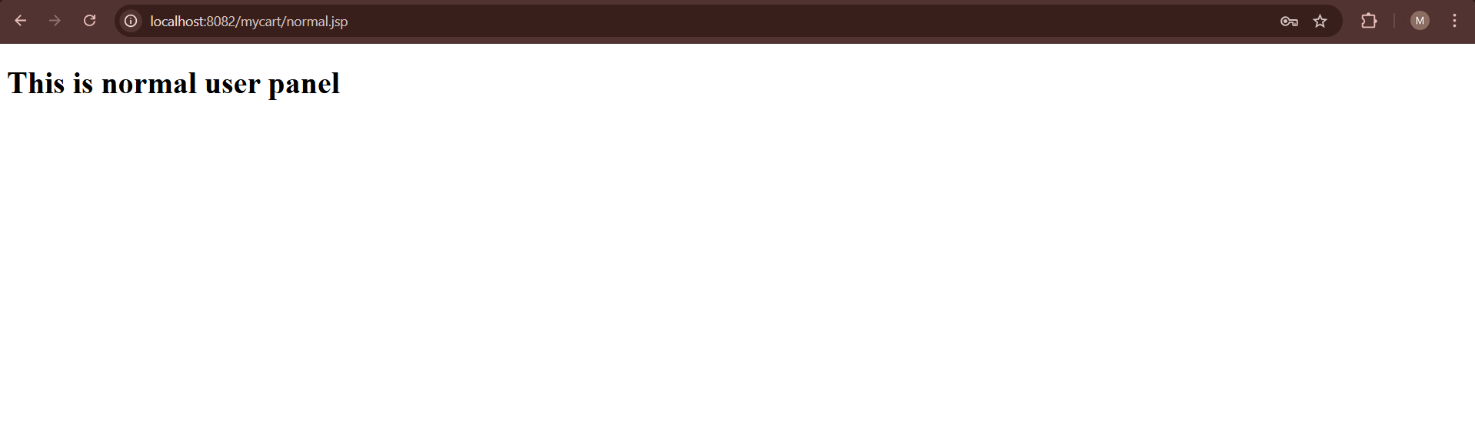 localhost:8082/mycart/normal.jsp
M
This is normal user panel